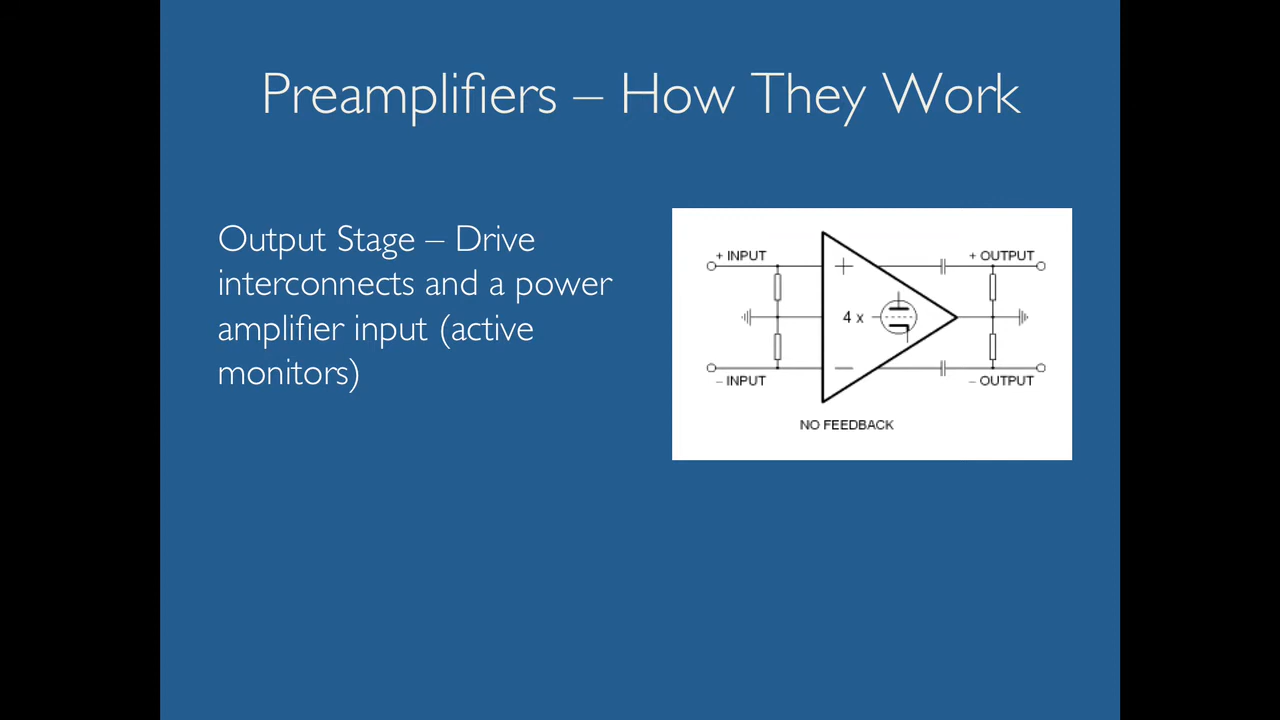 Preamplifiers – How They Work
Output Stage – Drive
interconnects and a power
amplifier input (active
monitors)
+ INPUT
+ OUTPUT
+
4 x
–
– INPUT
– OUTPUT
NO FEEDBACK